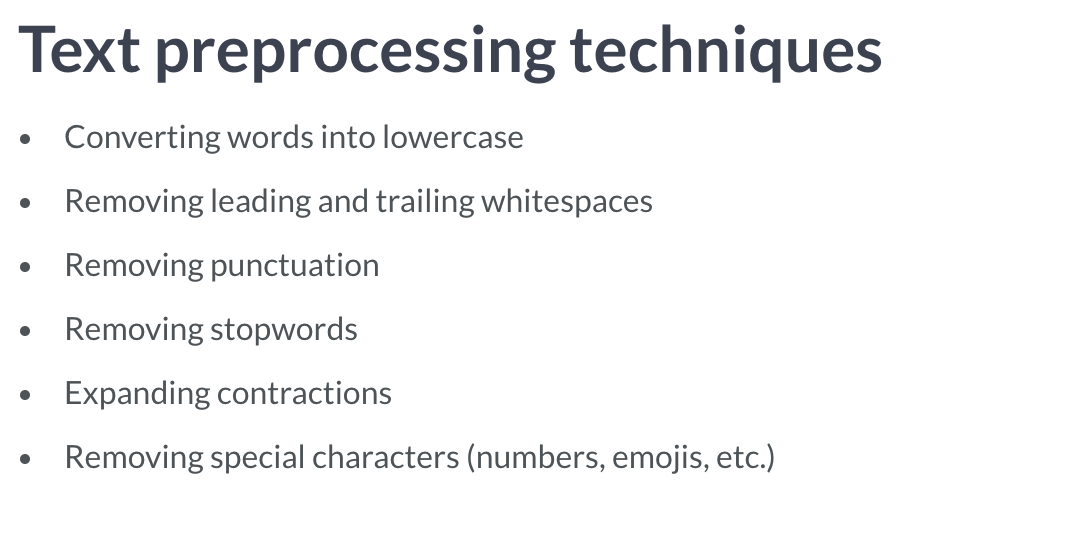 Text preprocessing techniques
• Converting words into lowercase
• Removing leading and trailing whitespaces
• Removing punctuation
• Removing stopwords
• Expanding contractions
• Removing special characters (numbers, emojis, etc.)